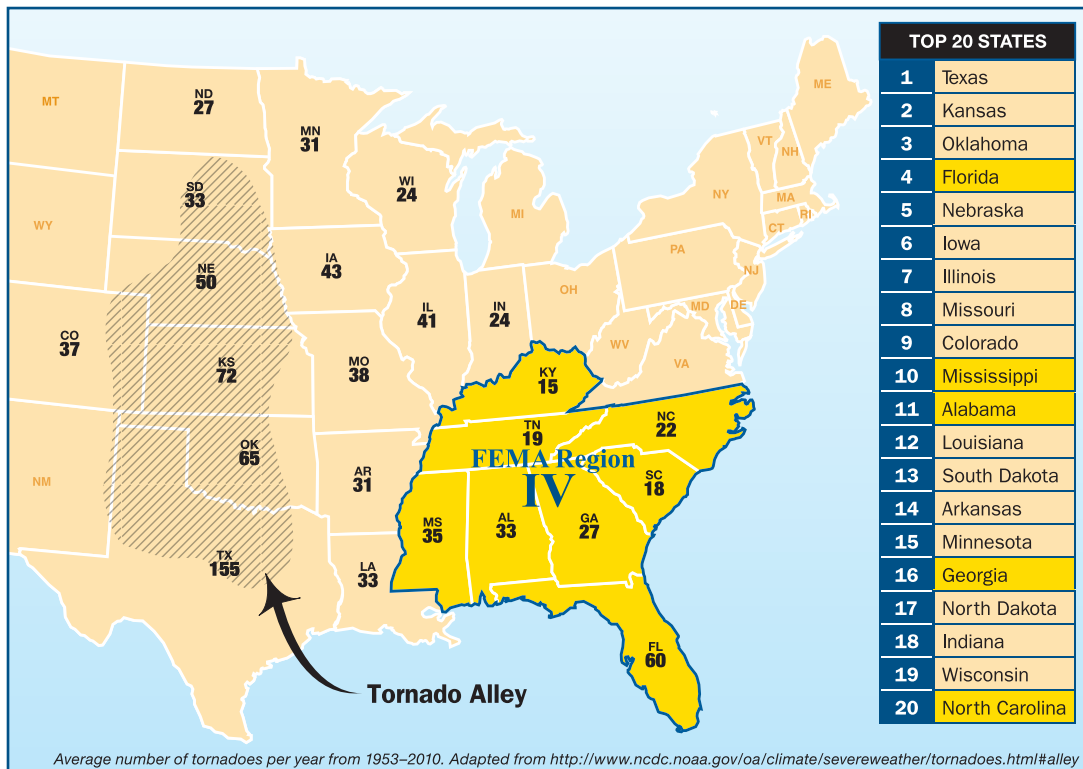 MT
ND
27
MN
31
ME
VT
NH
SD
33
WI
24
MI
NY
MA
RI
CT
WY
NE
50
IA
43
PA
NJ
OH
MD
DE
IL
41
IN
24
CO
37
KS
72
MO
38
WV
VA
KY
15
NC
22
TN
19
NM
OK
65
AR
31
FEMA Region
IV
SC
18
MS
35
AL
33
GA
27
TX
155
LA
33
FL
60
Tornado Alley
TOP 20 STATES
1 Texas
2 Kansas
3 Oklahoma
4 Florida
5 Nebraska
6 Iowa
7 Illinois
8 Missouri
9 Colorado
10 Mississippi
11 Alabama
12 Louisiana
13 South Dakota
14 Arkansas
15 Minnesota
16 Georgia
17 North Dakota
18 Indiana
19 Wisconsin
20 North Carolina
Average number of tornadoes per year from 1953–2010. Adapted from http://www.ncdc.noaa.gov/oa/climate/severeweather/tornadoes.html#alley